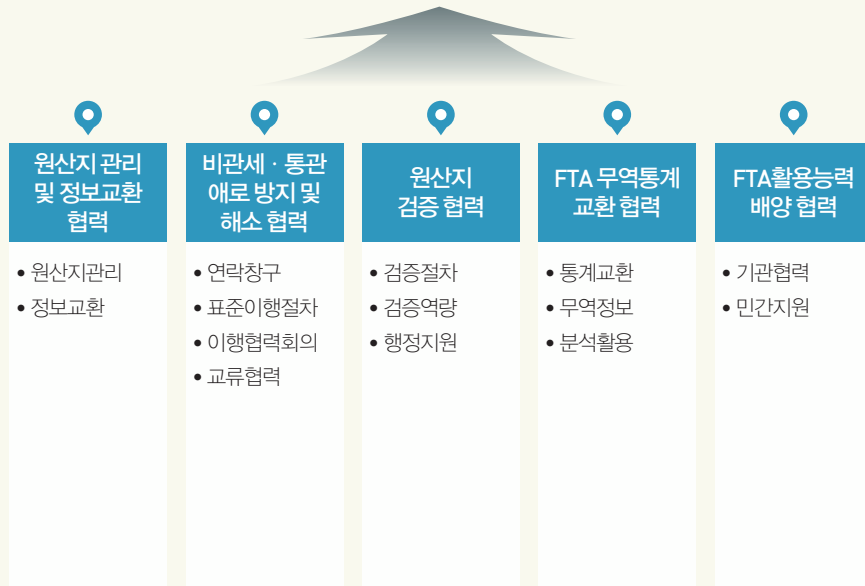 원산지 관리
및 정보교환
협력
• 원산지관리
• 정보교환
비관세 · 통관
애로 방지 및
해소 협력
• 연락창구
• 표준이행절차
• 이행협력회의
• 교류협력
원산지
검증 협력
• 검증절차
• 검증역량
• 행정지원
FTA 무역통계
교환 협력
• 통계교환
• 무역정보
• 분석활용
FTA활용능력
배양 협력
• 기관협력
• 민간지원